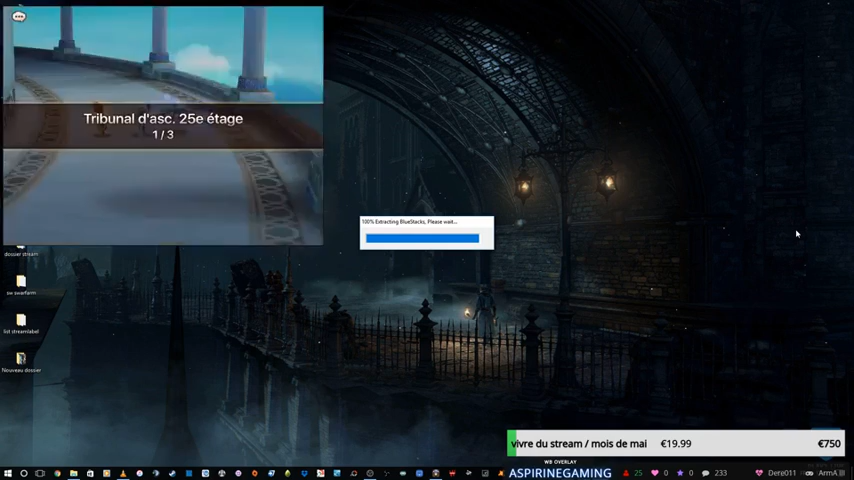 Tribunal d'asc. 25e étage
1 / 3
100% Extracting BlueStacks, Please wait...
dossier stream
sw swarfarm
list streamlabel
Nouveau dossier
vivre du stream / mois de mai €19.99 €750
WB OVERLAY
ASPIRINEGAMING
25 0 0 233 Dere011 ArmA